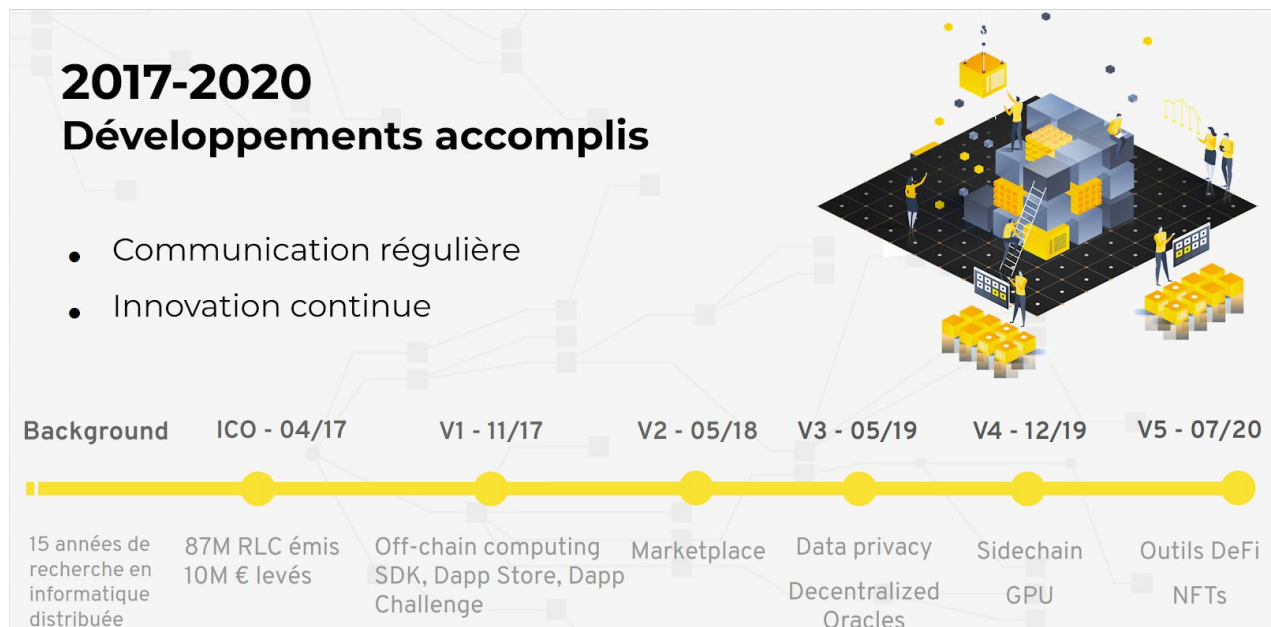 2017-2020
Développements accomplis
• Communication régulière
• Innovation continue
Background
15 années de
recherche en
informatique
distribuée
ICO - 04/17
87M RLC émis
10M € levés
V1 - 11/17
Off-chain computing
SDK, Dapp Store, Dapp
Challenge
V2 - 05/18
Marketplace
V3 - 05/19
Data privacy
Decentralized
Oracles
V4 - 12/19
Sidechain
GPU
V5 - 07/20
Outils DeFi
NFTs